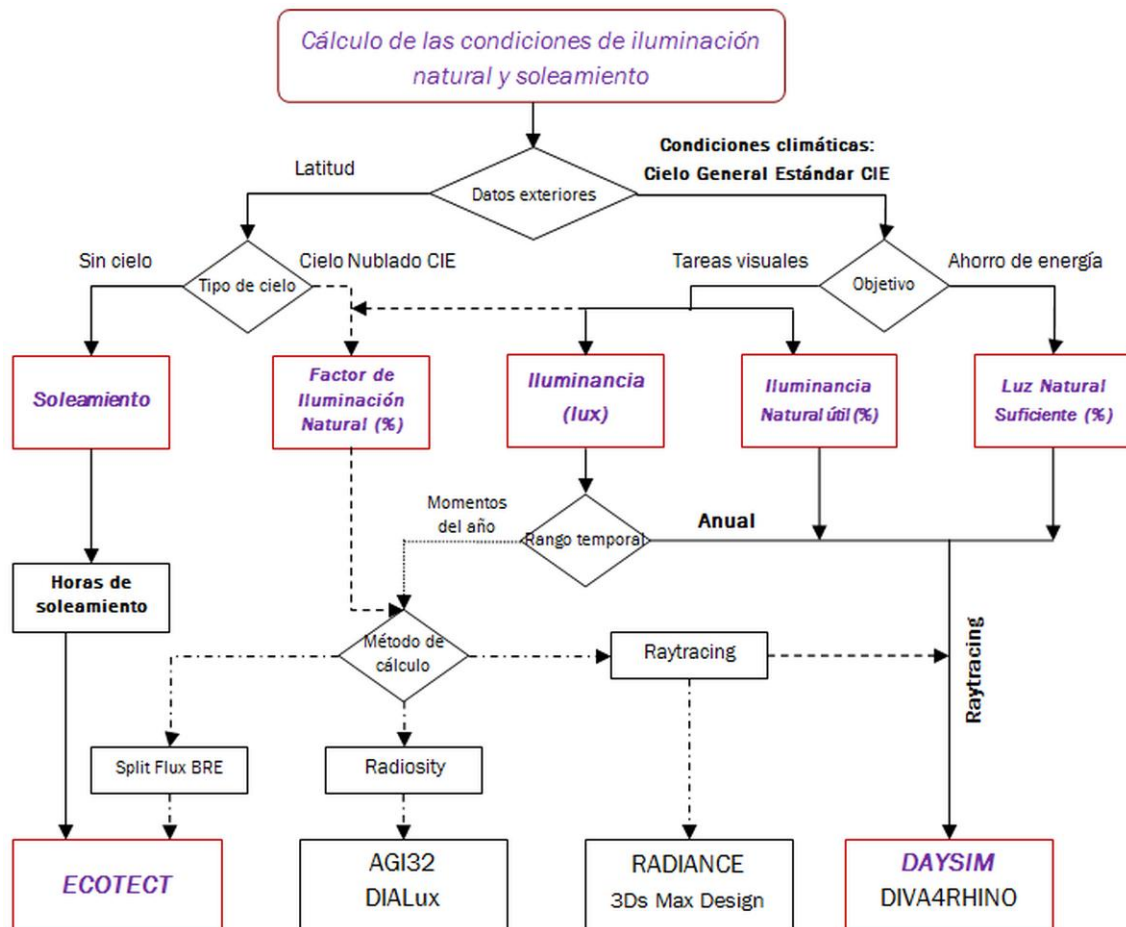 Cálculo de las condiciones de iluminación
natural y soleamiento
Condiciones climáticas:
Cielo General Estándar CIE
Latitud
Datos exteriores
Sin cielo
Cielo Nublado CIE
Tareas visuales
Ahorro de energía
Tipo de cielo
Objetivo
Soleamiento
Factor de
Iluminación
Natural (%)
Iluminancia
(lux)
Iluminancia
Natural útil (%)
Luz Natural
Suficiente (%)
Momentos
del año
Rango temporal
Anual
Horas de
soleamiento
Método de
cálculo
Raytracing
Raytracing
Split Flux BRE
Radiosity
ECOTECT
AGI32
DIALux
RADIANCE
3Ds Max Design
DAYSIM
DIVA4RHINO